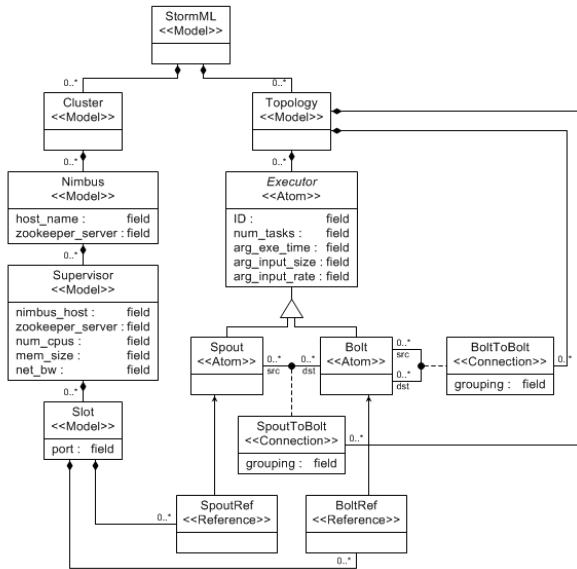 StormML
<<Model>>
0..*
0..*
Cluster
<<Model>>
Topology
<<Model>>
0..*
0..*
Nimbus
<<Model>>
host_name : field
zookeeper_server : field
Executor
<<Atom>>
ID : field
num_tasks : field
arg_exe_time : field
arg_input_size : field
arg_input_rate : field
0..*
Supervisor
<<Model>>
nimbus_host : field
zookeeper_server : field
num_cpus : field
mem_size : field
net_bw : field
Spout
<<Atom>>
0..*
src
0..*
dst
Bolt
<<Atom>>
0..*
src
0..*
dst
BoltToBolt
<<Connection>>
grouping : field
0..*
0..*
Slot
<<Model>>
port : field
SpoutToBolt
<<Connection>>
grouping : field
0..*
SpoutRef
<<Reference>>
0..*
BoltRef
<<Reference>>
0..*